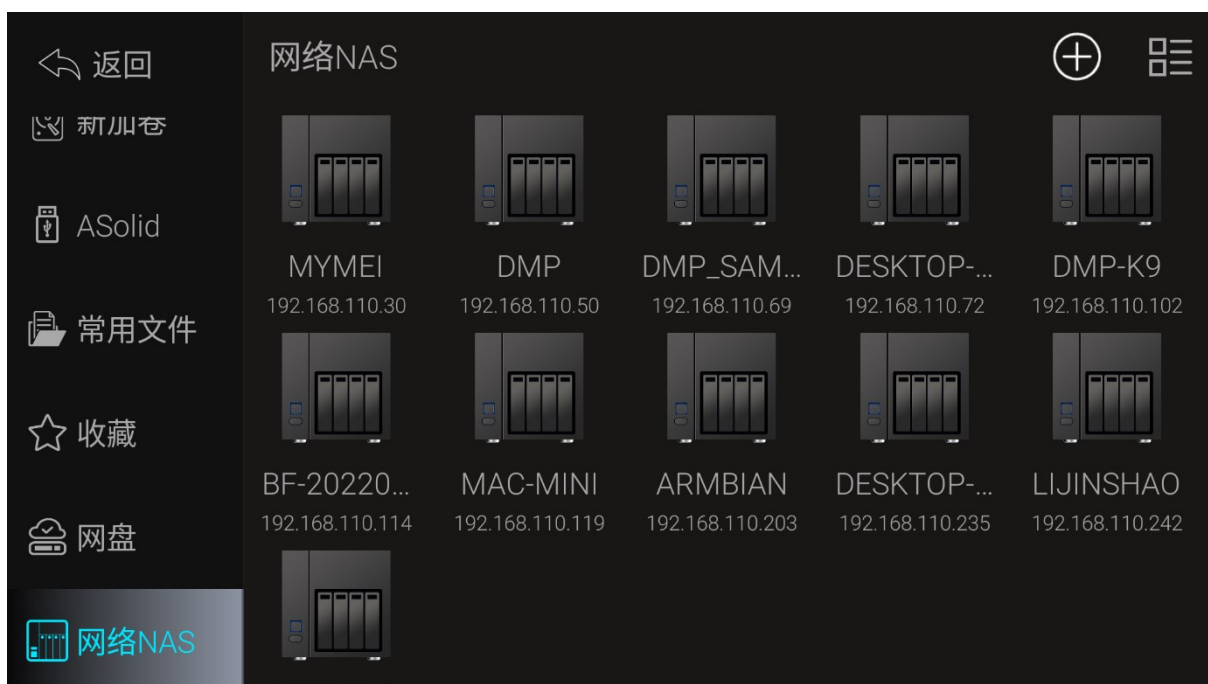 返回
新加卷
ASolid
常用文件
收藏
网盘
网络NAS
网络NAS
MYMEI
DMP
DMP_SAM...
DESKTOP-...
DMP-K9
192.168.110.30
192.168.110.50
192.168.110.69
192.168.110.72
192.168.110.102
BF-20220...
MAC-MINI
ARMBIAN
DESKTOP-...
LIJINSHAO
192.168.110.114
192.168.110.119
192.168.110.203
192.168.110.235
192.168.110.242